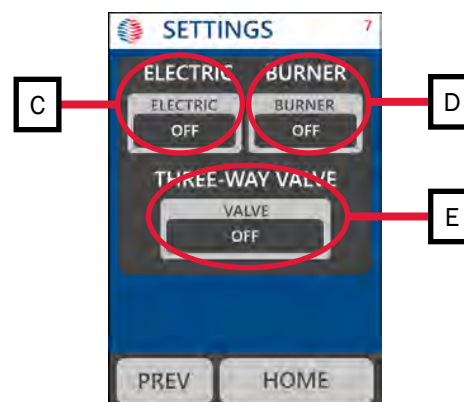 SETTINGS 7
ELECTRIC BURNER
C ELECTRIC BURNER D
OFF OFF
THREE-WAY VALVE
VALVE E
OFF
PREV HOME